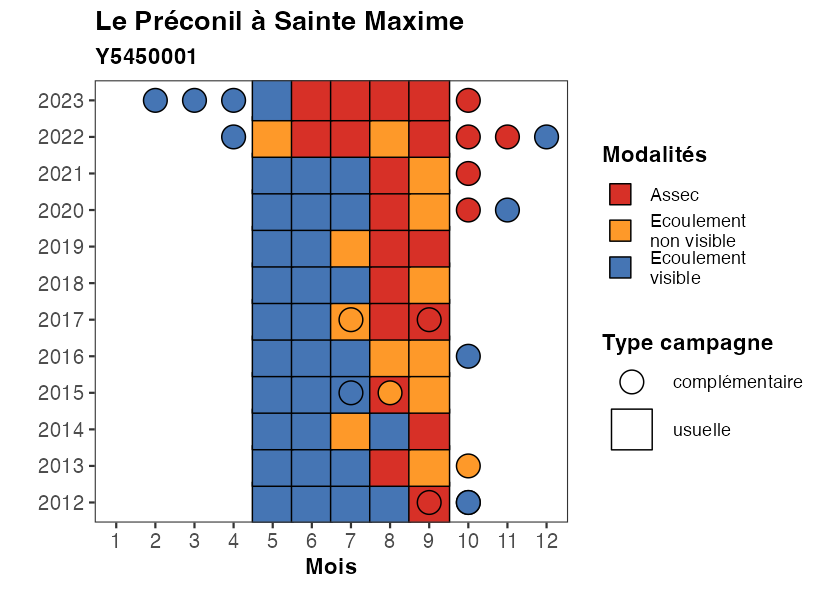 Le Préconil à Sainte Maxime
Y5450001
2023
2022
2021
2020
2019
2018
2017
2016
2015
2014
2013
2012
1 2 3 4 5 6 7 8 9 10 11 12
Mois
Modalités
Assec
Ecoulement
non visible
Ecoulement
visible
Type campagne
complémentaire
usuelle